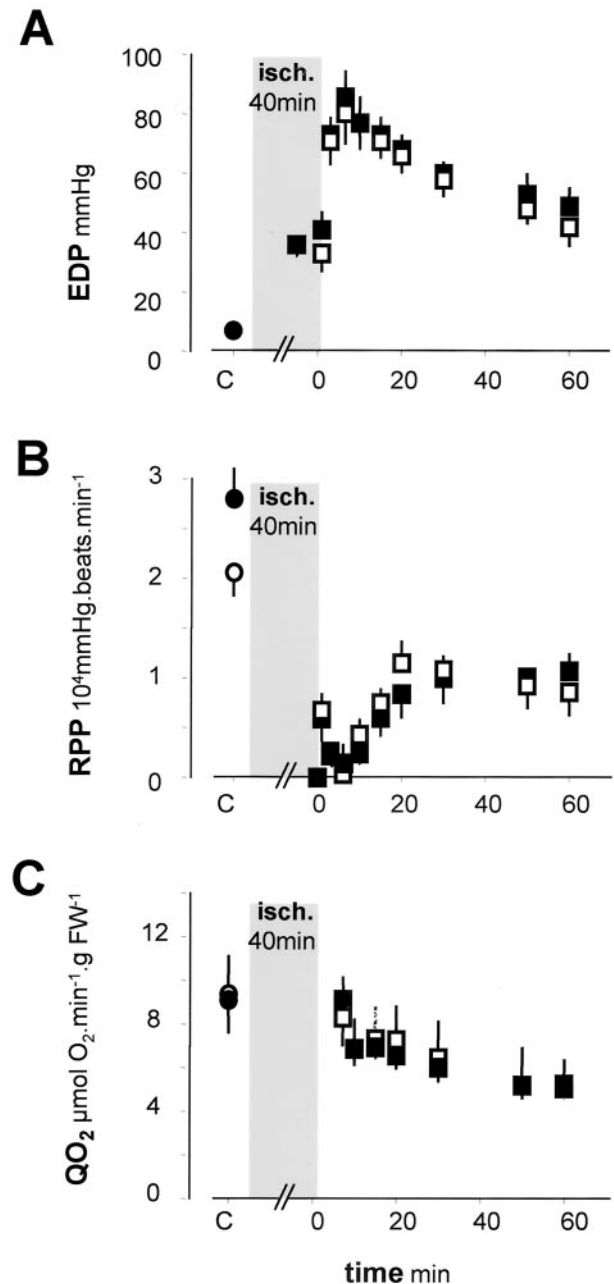 A
EDP mmHg
100
80
60
40
20
0
isch.
40min
C 0 20 40 60
B
RPP 10⁴mmHg.beats.min⁻¹
3
2
1
0
isch.
40min
C 0 20 40 60
C
QO₂ µmol O₂.min⁻¹.g FW⁻¹
12
8
4
0
isch.
40min
C 0 20 40 60
time min